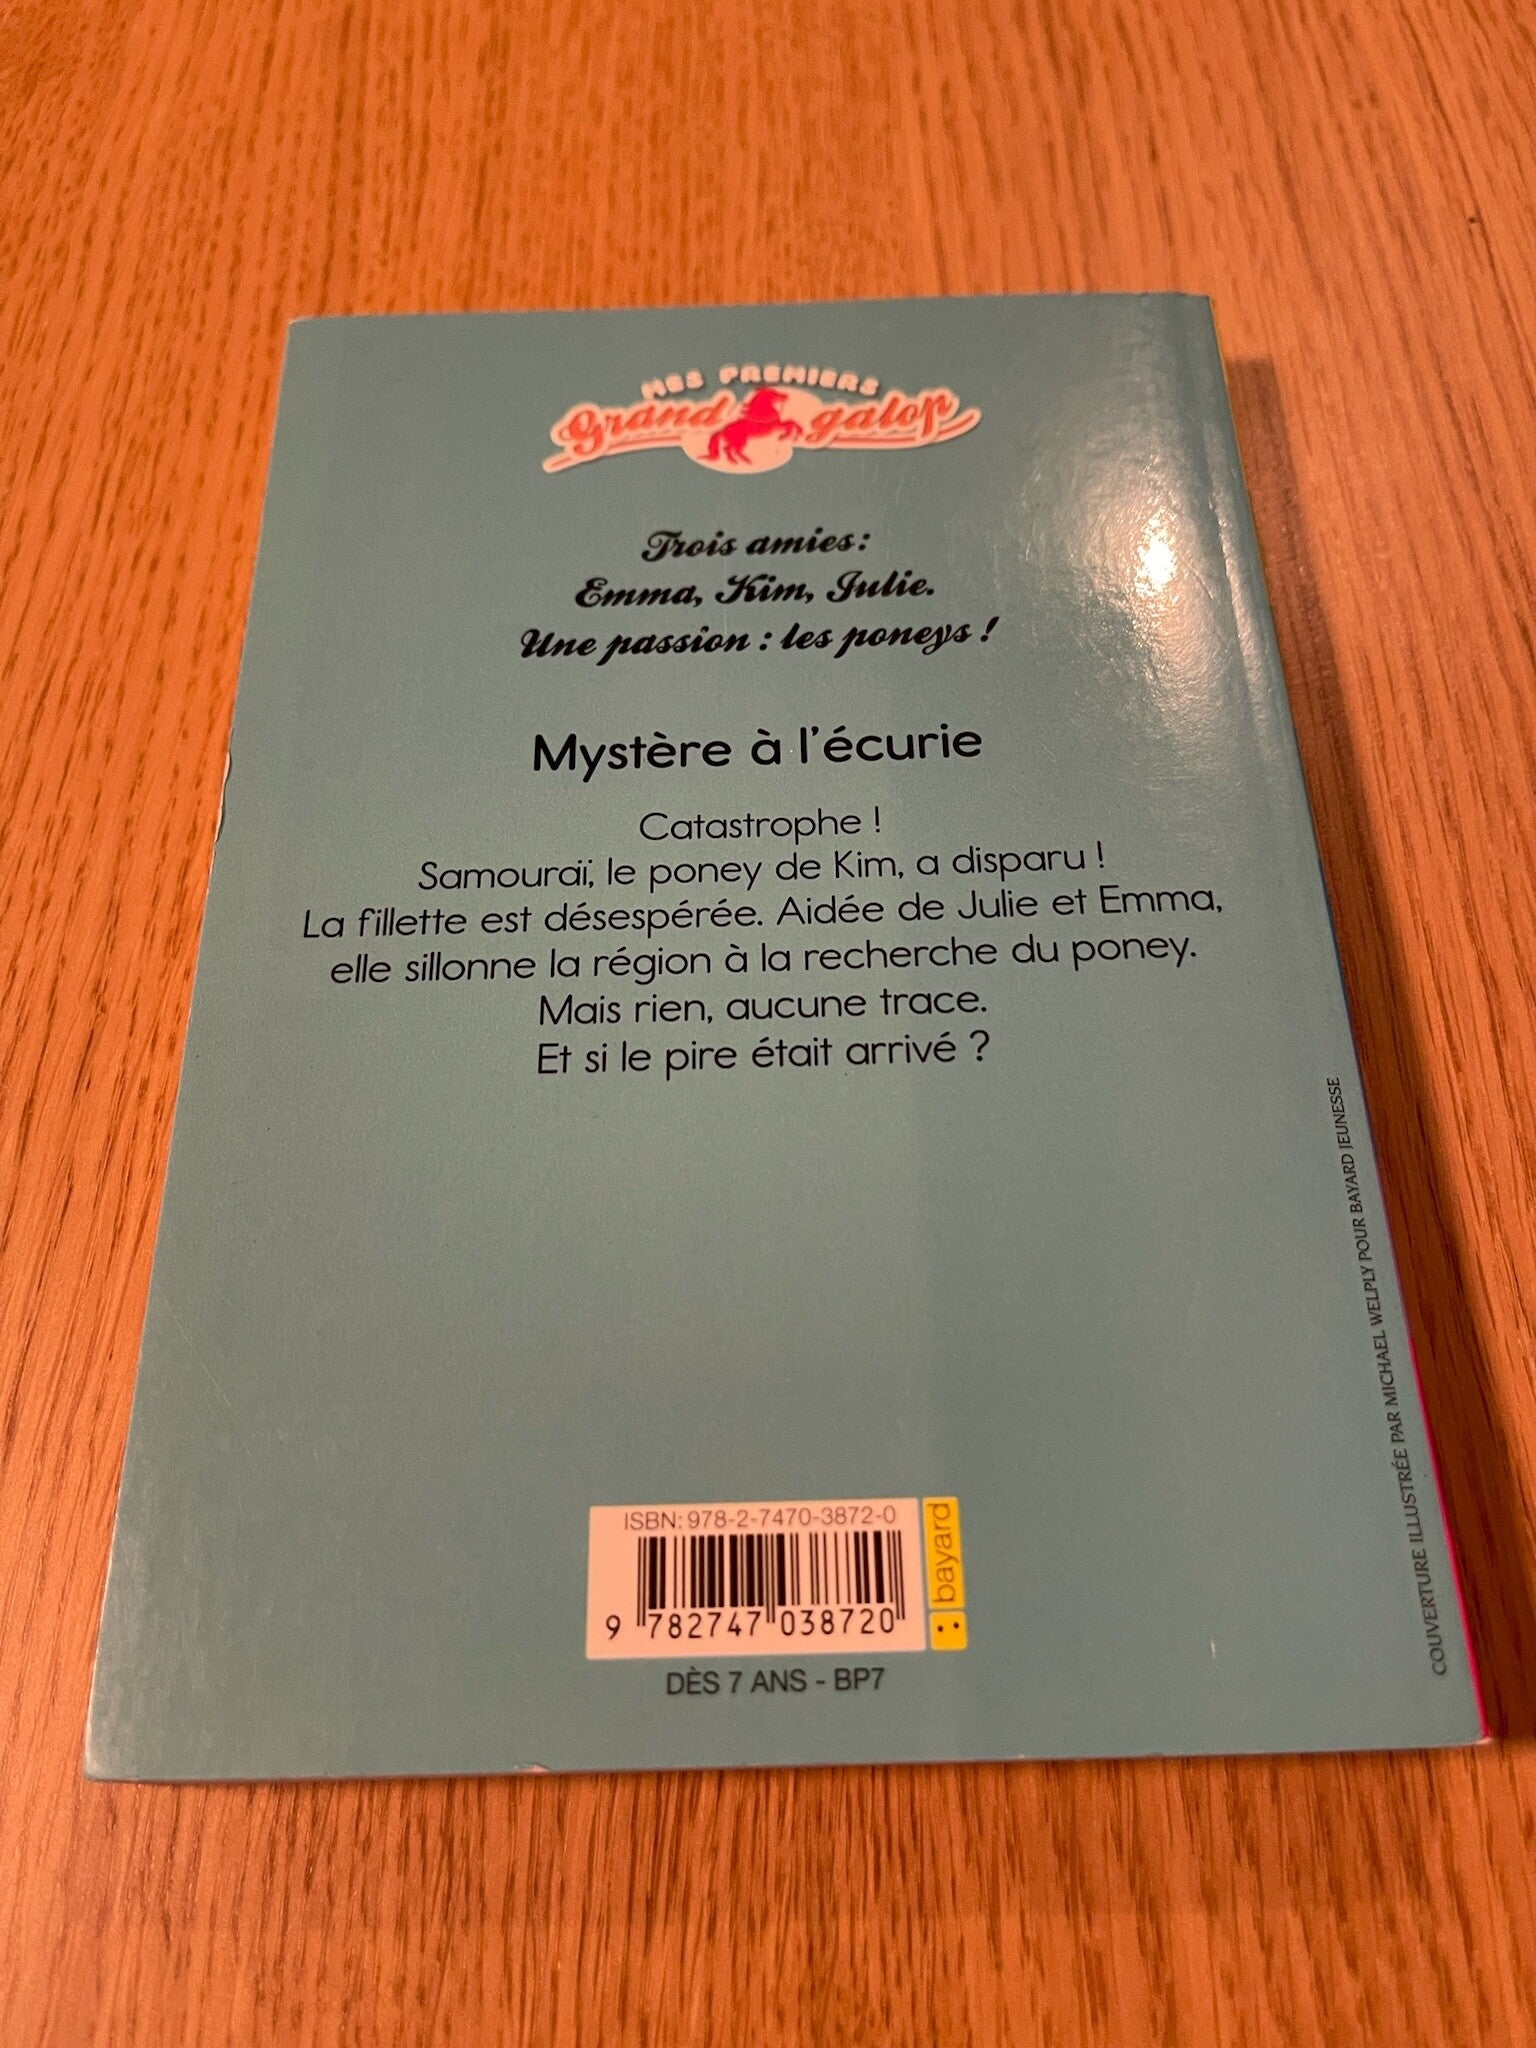 MES PREMIERS
Grand galop
Trois amies :
Emma, Kim, Julie.
Une passion : les poneys !
Mystère à l'écurie
Catastrophe !
Samouraï, le poney de Kim, a disparu !
La fillette est désespérée. Aidée de Julie et Emma,
elle sillonne la région à la recherche du poney.
Mais rien, aucune trace.
Et si le pire était arrivé ?
COUVERTURE ILLUSTRÉE PAR MICHAEL WELPLY POUR BAYARD JEUNESSE
ISBN: 978-2-7470-3872-0
9 782747 038720
bayard
DÈS 7 ANS - BP7